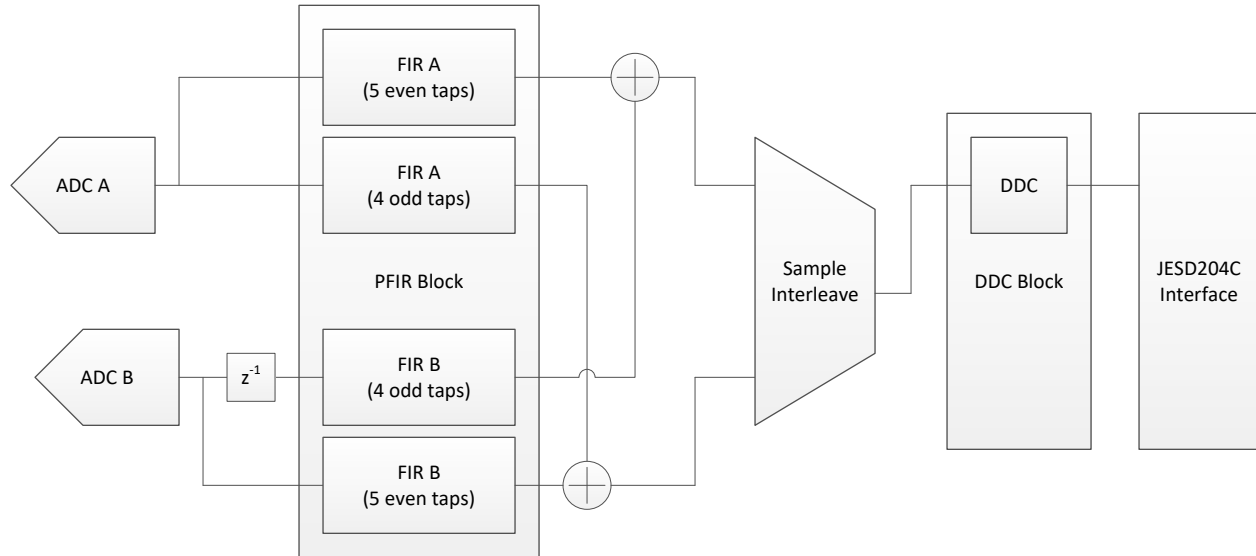 FIR A
(5 even taps)
ADC A
FIR A
(4 odd taps)
PFIR Block
ADC B
z-1
FIR B
(4 odd taps)
FIR B
(5 even taps)
Sample
Interleave
DDC
DDC Block
JESD204C
Interface